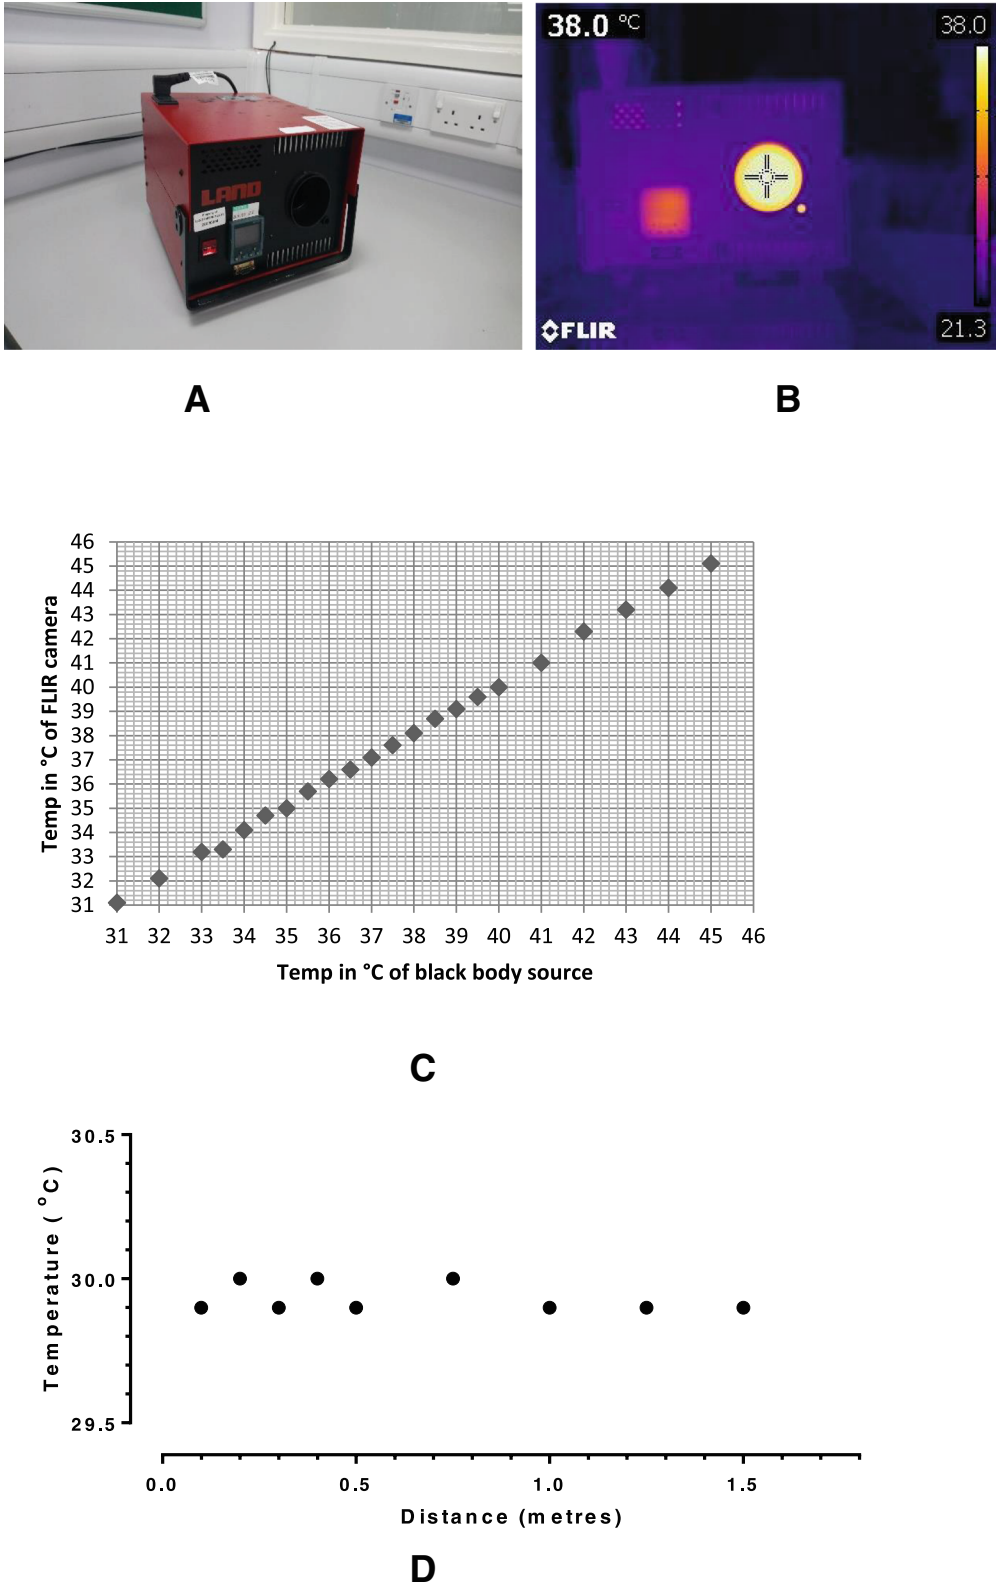 LAND
38.0 °C
38.0
FLIR
21.3
A
B
46
45
44
43
42
41
40
39
38
37
36
35
34
33
32
31
Temp in °C of FLIR camera
31 32 33 34 35 36 37 38 39 40 41 42 43 44 45 46
Temp in °C of black body source
C
30.5
30.0
29.5
Temperature (°C)
0.0 0.5 1.0 1.5
Distance (metres)
D